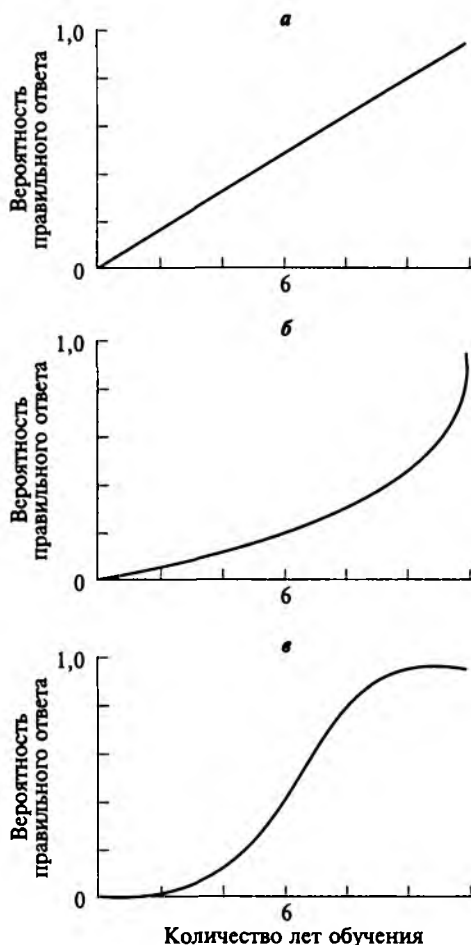 а
1,0
Вероятность
правильного ответа
0
6
б
1,0
Вероятность
правильного ответа
0
6
в
1,0
Вероятность
правильного ответа
0
6
Количество лет обучения